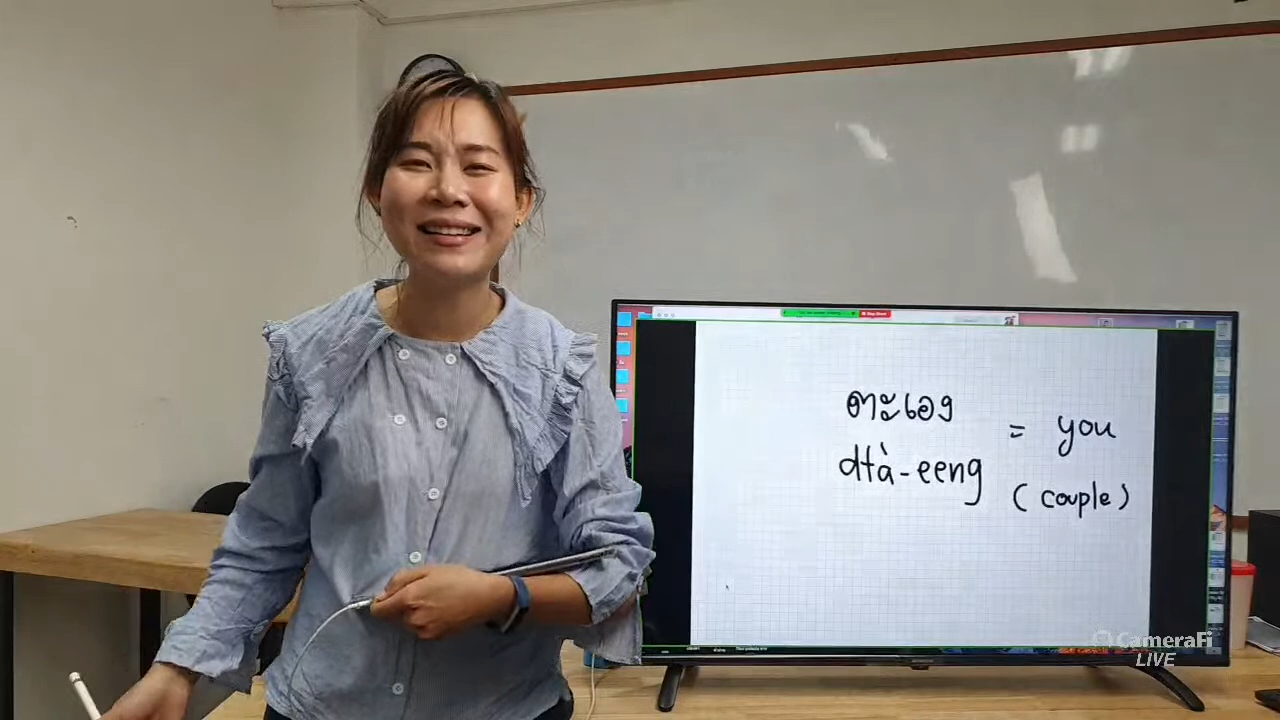 ตะเอง
= you
dtà-eeng
(couple)
CameraFi
LIVE